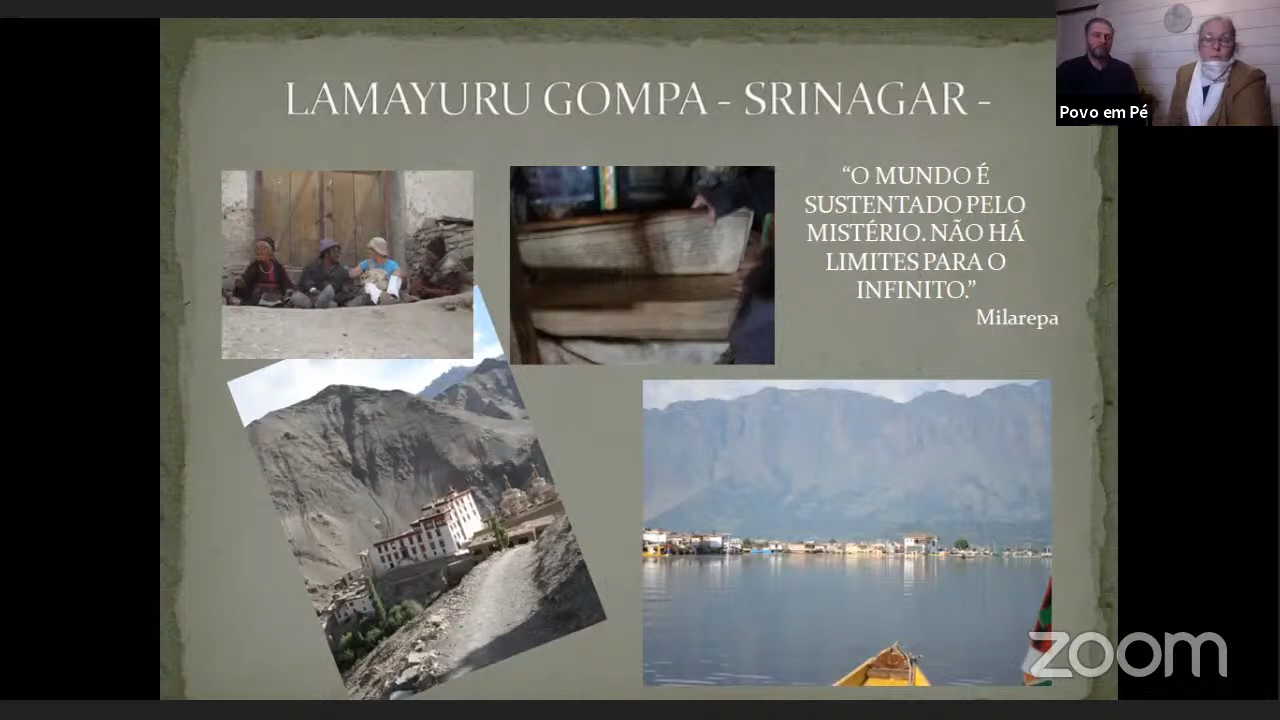 LAMAYURU GOMPA - SRINAGAR -
Povo em Pé
“O MUNDO É
SUSTENTADO PELO
MISTÉRIO. NÃO HÁ
LIMITES PARA O
INFINITO.”
Milarepa
zoom